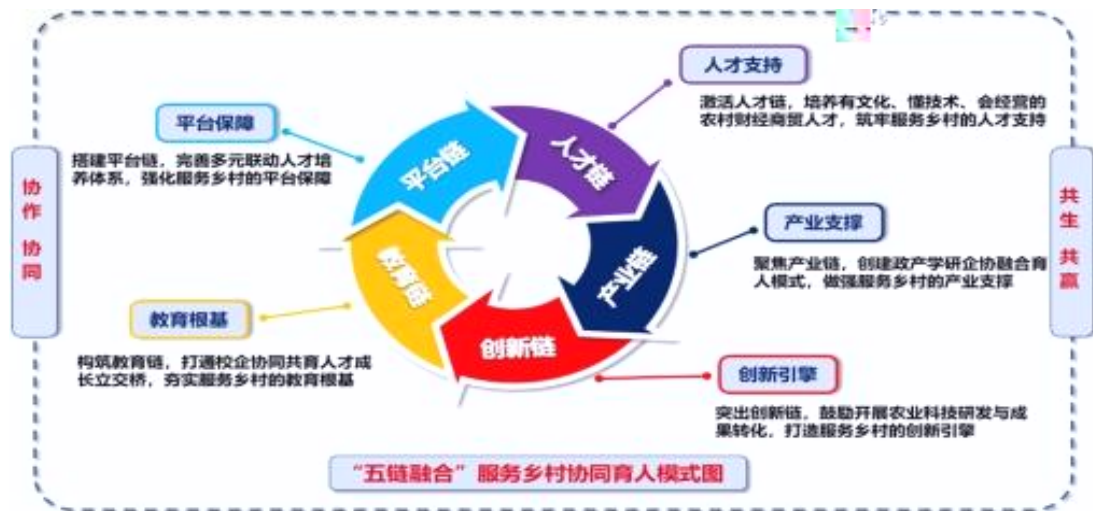 人才支持
激活人才链，培养有文化、懂技术、会经营的
农村财经商贸人才，筑牢服务乡村的人才支持
平台保障
搭建平台链，完善多元联动人才培
养体系，强化服务乡村的平台保障
平台链
人才链
协作 协同
共生 共赢
产业支撑
聚焦产业链，创建政产学研企协融合育
人模式，做强服务乡村的产业支撑
教育链
产业链
创新链
教育根基
构筑教育链，打通校企协同共育人才成
长立交桥，夯实服务乡村的教育根基
创新引擎
突出创新链，鼓励开展农业科技研发与成
果转化，打造服务乡村的创新引擎
“五链融合”服务乡村协同育人模式图